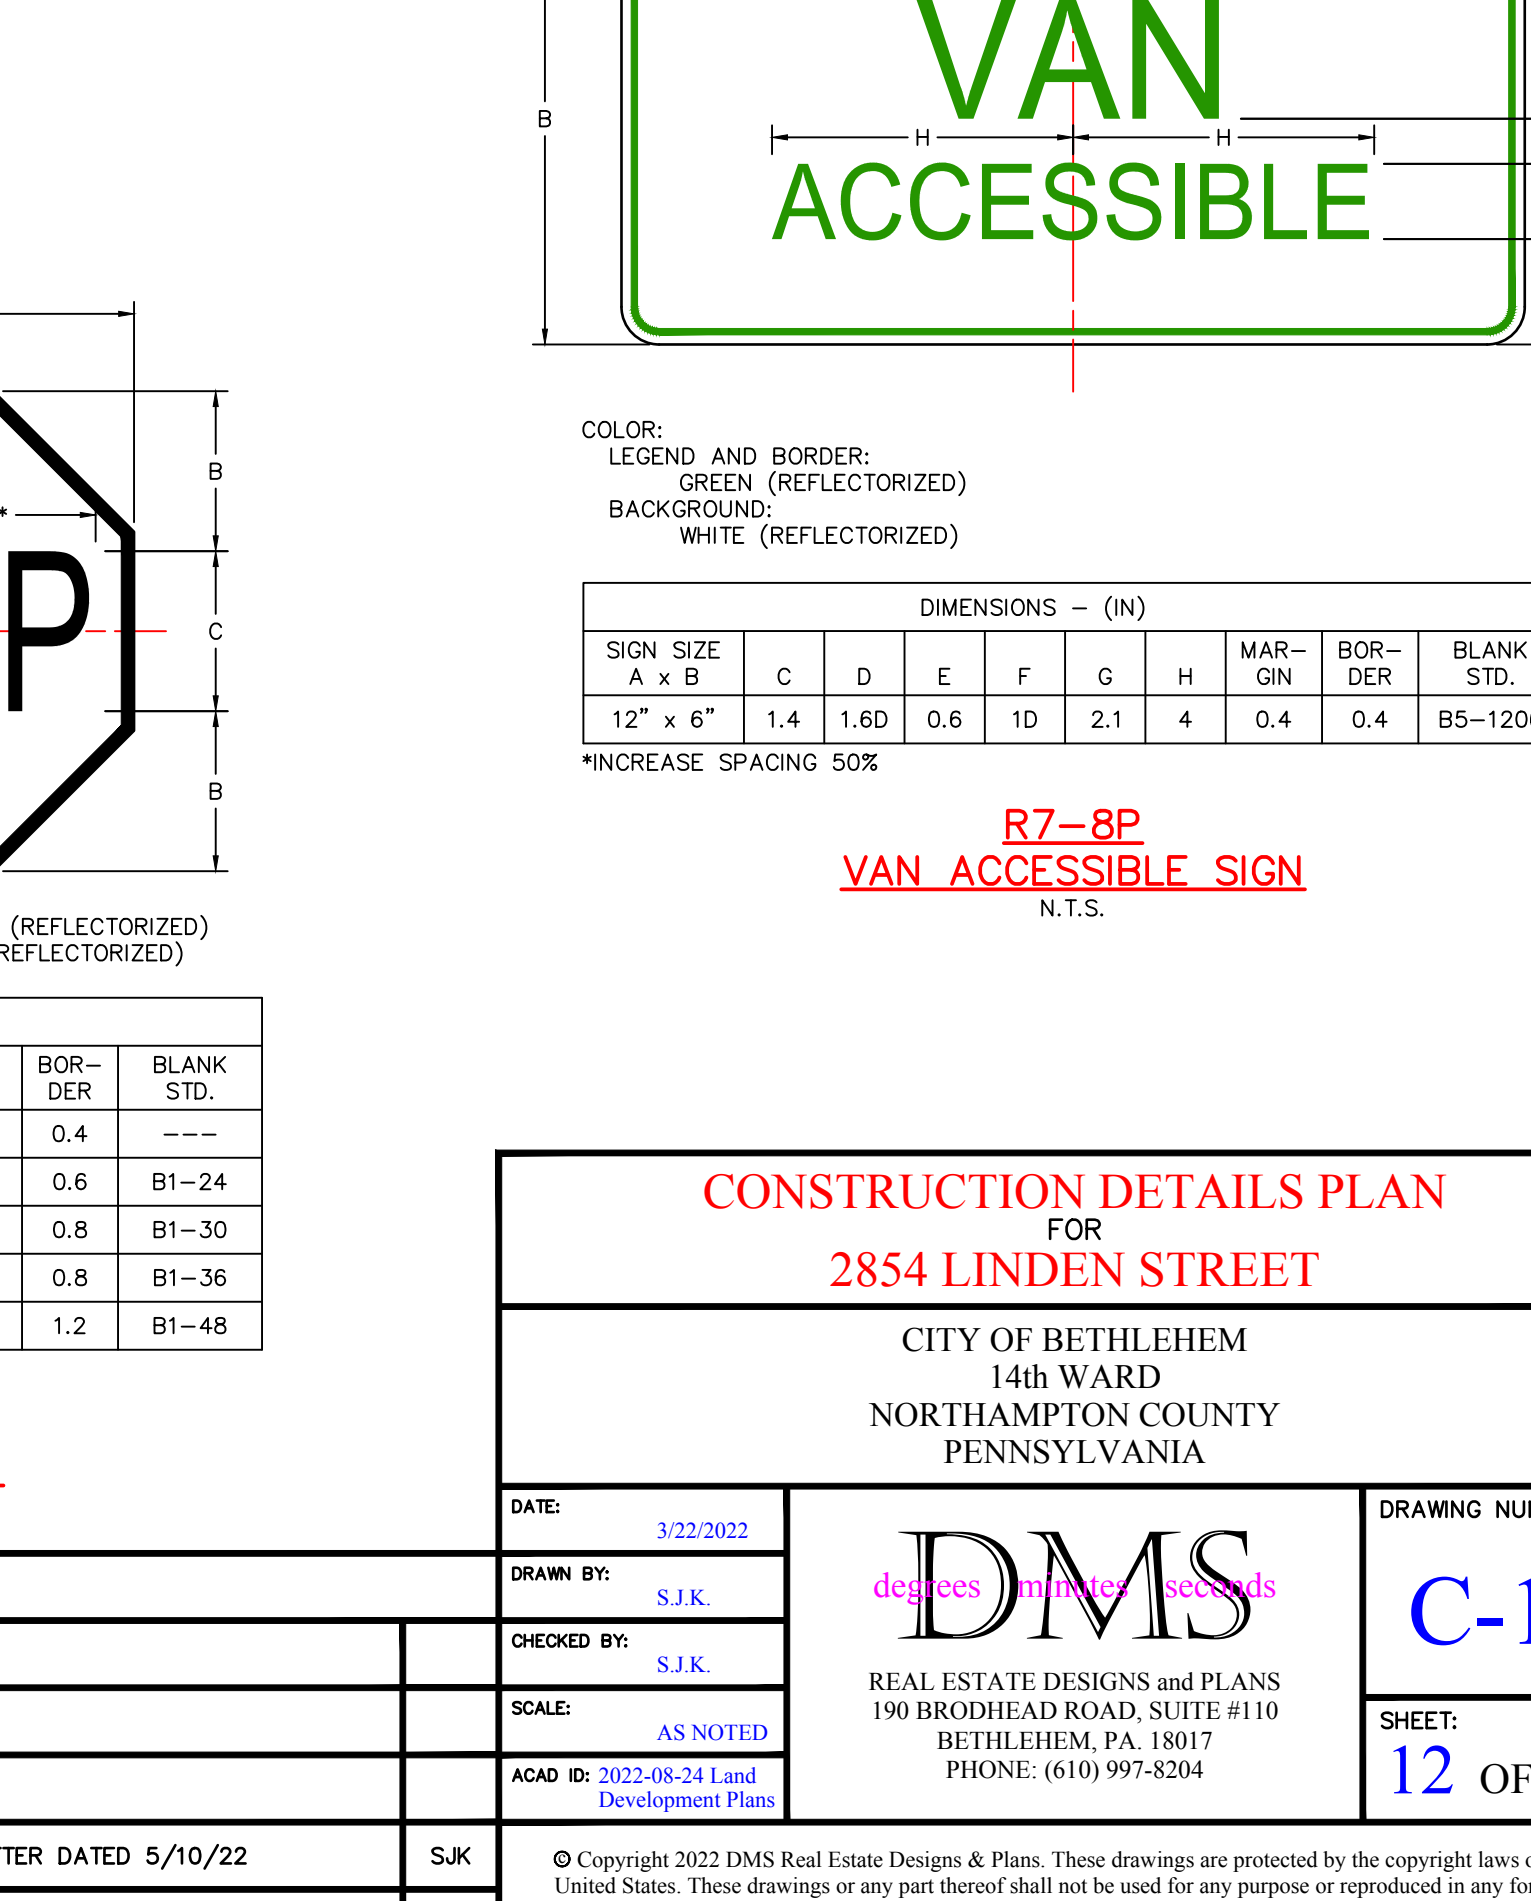 VAN
B
H H
ACCESSIBLE
COLOR:
LEGEND AND BORDER:
GREEN (REFLECTORIZED)
BACKGROUND:
WHITE (REFLECTORIZED)
B
*
P
C
B
DIMENSIONS – (IN)
SIGN SIZE A x B C D E F G H MAR– GIN BOR– DER BLANK STD.
12" x 6" 1.4 1.6D 0.6 1D 2.1 4 0.4 0.4
*INCREASE SPACING 50%
R7–8P
VAN ACCESSIBLE SIGN
N.T.S.
(REFLECTORIZED)
REFLECTORIZED)
BOR– DER BLANK STD.
0.4 –––
0.6 B1–24
0.8 B1–30
0.8 B1–36
1.2 B1–48
CONSTRUCTION DETAILS PLAN
FOR
2854 LINDEN STREET
CITY OF BETHLEHEM
14th WARD
NORTHAMPTON COUNTY
PENNSYLVANIA
DATE:
3/22/2022
DRAWN BY:
S.J.K.
CHECKED BY:
S.J.K.
SCALE:
AS NOTED
ACAD ID: 2022-08-24 Land
Development Plans
DMS
degrees minutes seconds
REAL ESTATE DESIGNS and PLANS
190 BRODHEAD ROAD, SUITE #110
BETHLEHEM, PA. 18017
PHONE: (610) 997-8204
DRAWING
C-1
SHEET:
12 OF
DATED 5/10/22 SJK
© Copyright 2022 DMS Real Estate Designs & Plans. These drawings are protected by the copyright laws
United States. These drawings or any part thereof shall not be used for any purpose or reproduced in any